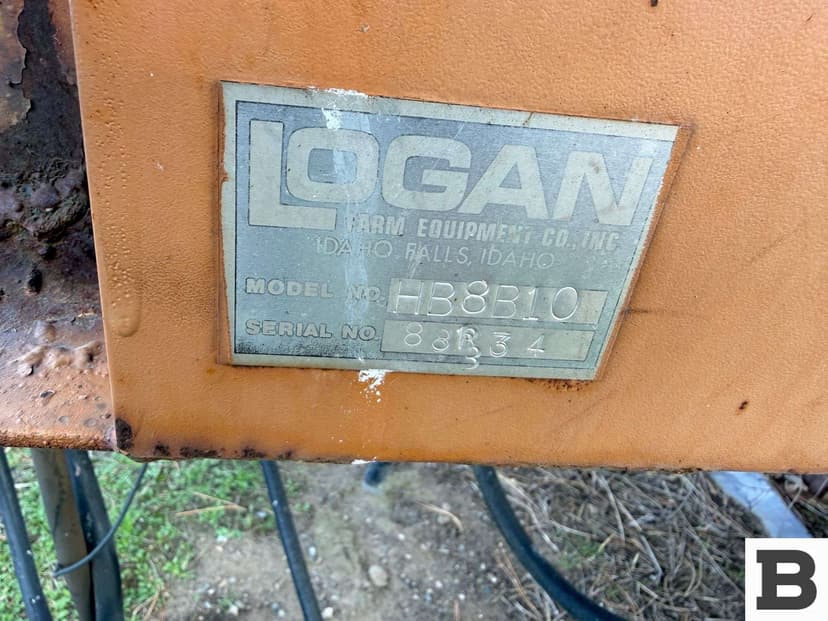 LOGAN
FARM EQUIPMENT CO., INC.
IDAHO FALLS, IDAHO
MODEL NO. HB8B10
SERIAL NO.
B